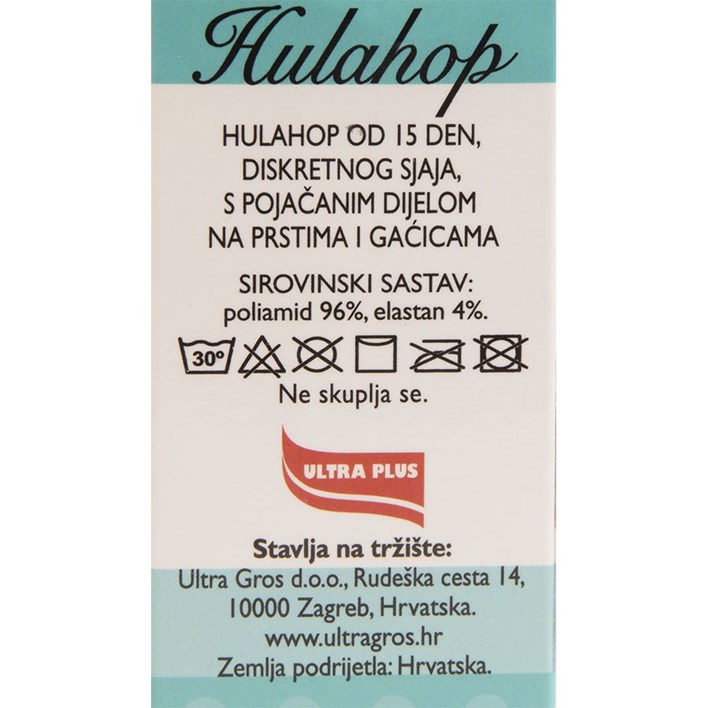 Hulahop
HULAHOP OD 15 DEN,
DISKRETNOG SJAJA,
S POJAČANIM DIJELOM
NA PRSTIMA I GAĆICAMA
SIROVINSKI SASTAV:
poliamid 96%, elastan 4%.
30°
Ne skuplja se.
ULTRA PLUS
Stavlja na tržište:
Ultra Gros d.o.o., Rudeška cesta 14,
10000 Zagreb, Hrvatska.
www.ultragros.hr
Zemlja podrijetla: Hrvatska.